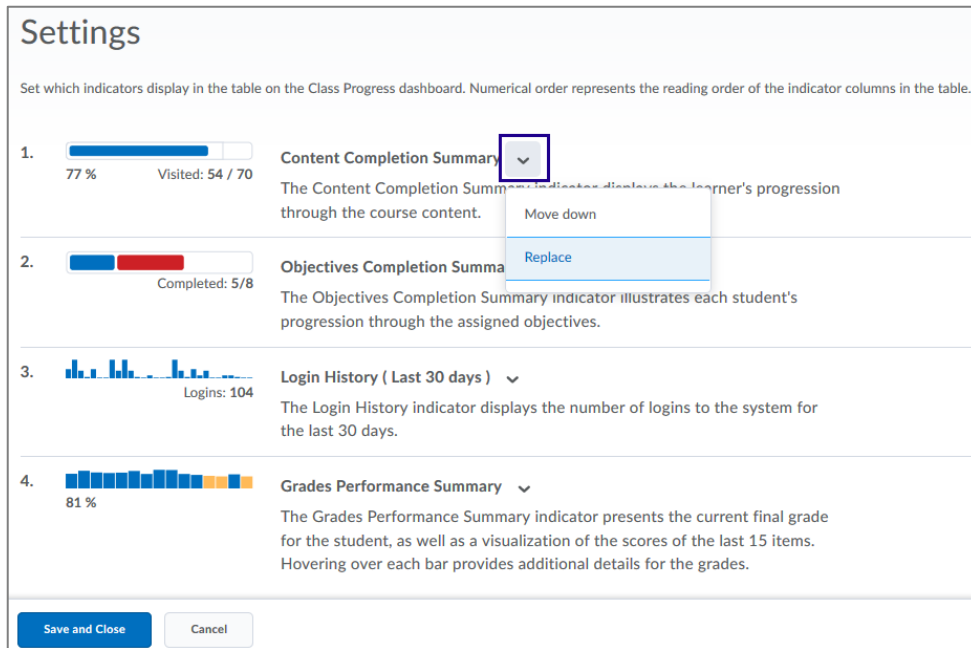 Settings
Set which indicators display in the table on the Class Progress dashboard. Numerical order represents the reading order of the indicator columns in the table.
1.
77 %
Visited: 54 / 70
Content Completion Summary
The Content Completion Summary indicator displays the learner's progression
through the course content.
Move down
Replace
2.
Completed: 5/8
Objectives Completion Summa
The Objectives Completion Summary indicator illustrates each student's
progression through the assigned objectives.
3.
Logins: 104
Login History ( Last 30 days )
The Login History indicator displays the number of logins to the system for
the last 30 days.
4.
81 %
Grades Performance Summary
The Grades Performance Summary indicator presents the current final grade
for the student, as well as a visualization of the scores of the last 15 items.
Hovering over each bar provides additional details for the grades.
Save and Close
Cancel